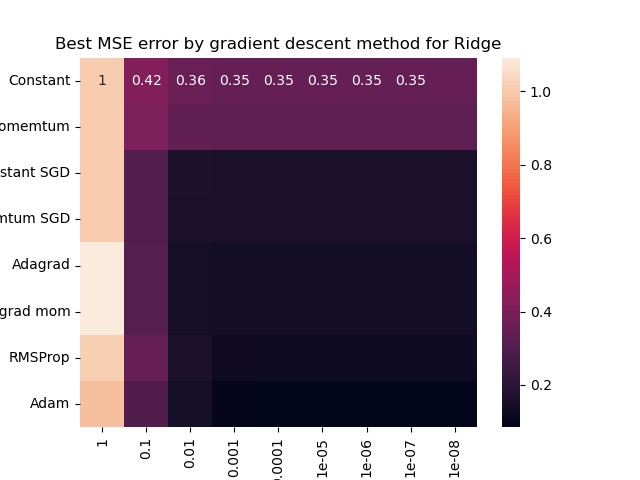 Best MSE error by gradient descent method for Ridge
Constant 1 0.42 0.36 0.35 0.35 0.35 0.35 0.35
omemtum
stant SGD
mtum SGD
Adagrad
grad mom
RMSProp
Adam
1 0.1 0.01 0.001 0.0001 1e-05 1e-06 1e-07 1e-08
1.0
0.8
0.6
0.4
0.2